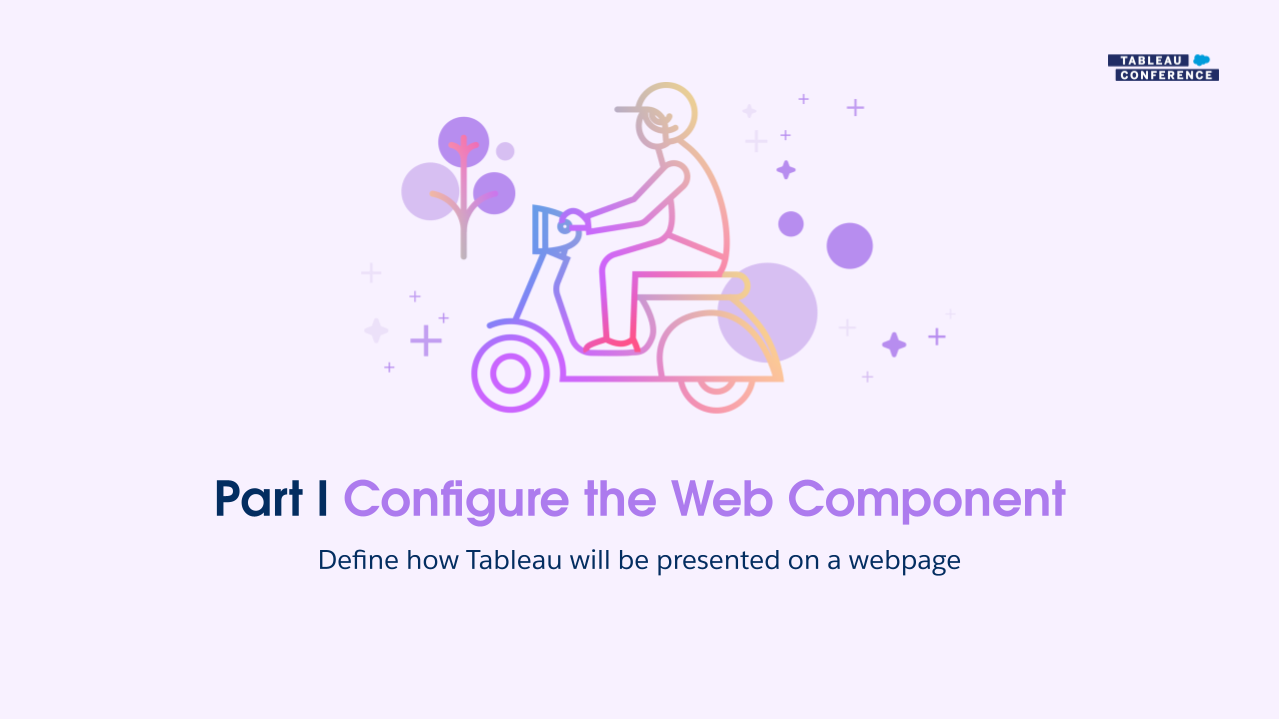 TABLEAU
CONFERENCE
Part I Configure the Web Component
Define how Tableau will be presented on a webpage